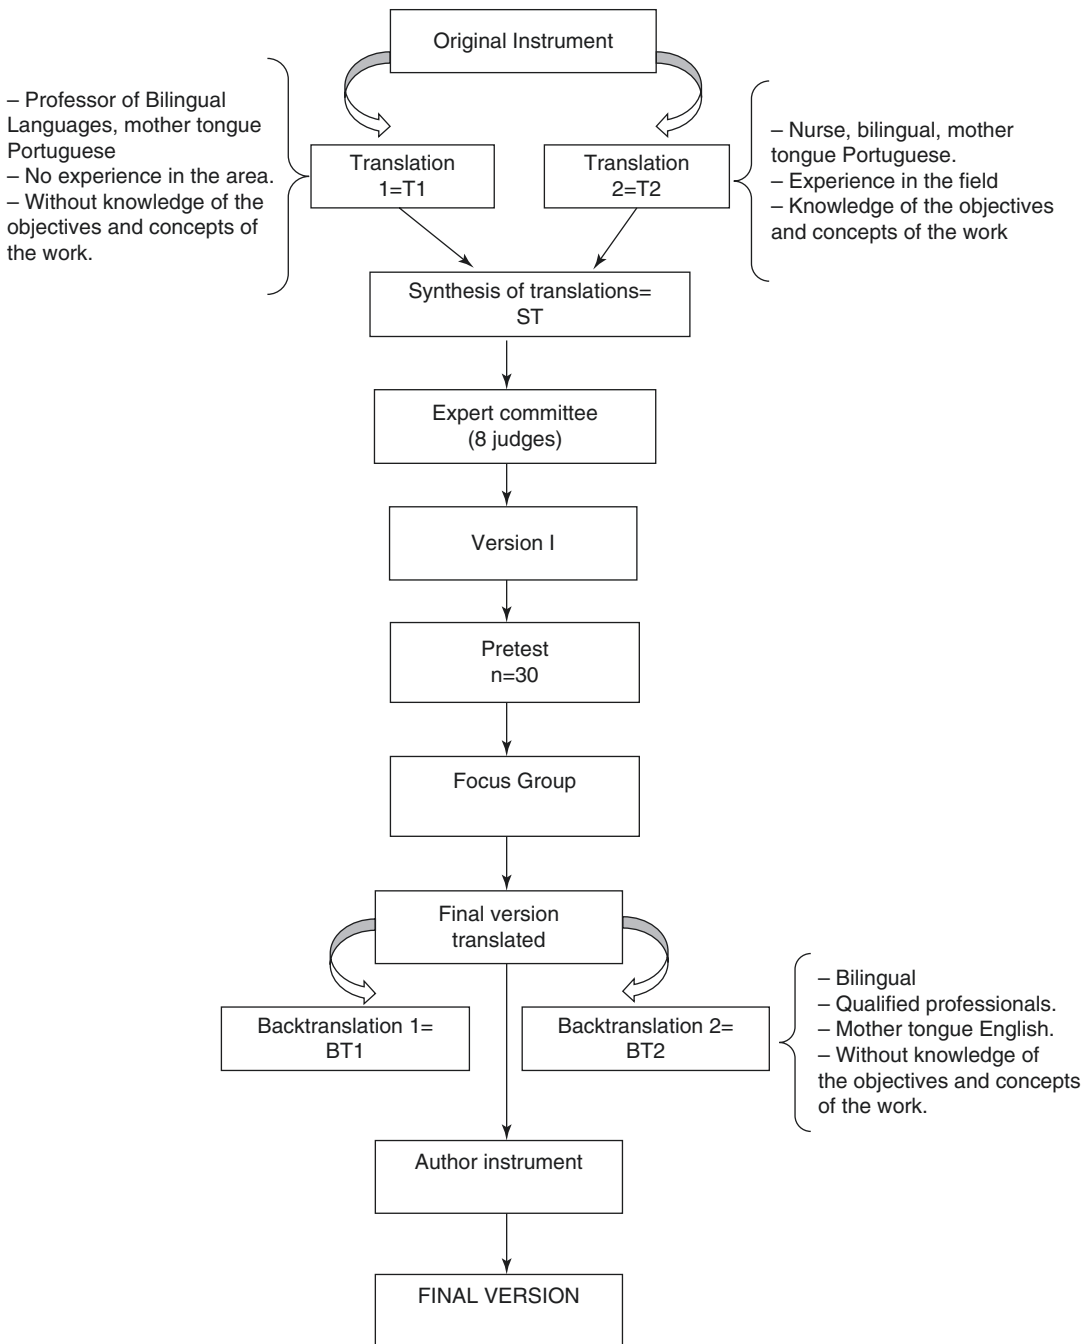 Original Instrument
– Professor of Bilingual
Languages, mother tongue
Portuguese
– No experience in the area.
– Without knowledge of the
objectives and concepts of
the work.
Translation
1=T1
Translation
2=T2
– Nurse, bilingual, mother
tongue Portuguese.
– Experience in the field
– Knowledge of the objectives
and concepts of the work
Synthesis of translations=
ST
Expert committee
(8 judges)
Version I
Pretest
n=30
Focus Group
Final version
translated
Backtranslation 1=
BT1
Backtranslation 2=
BT2
– Bilingual
– Qualified professionals.
– Mother tongue English.
– Without knowledge of
the objectives and concepts
of the work.
Author instrument
FINAL VERSION